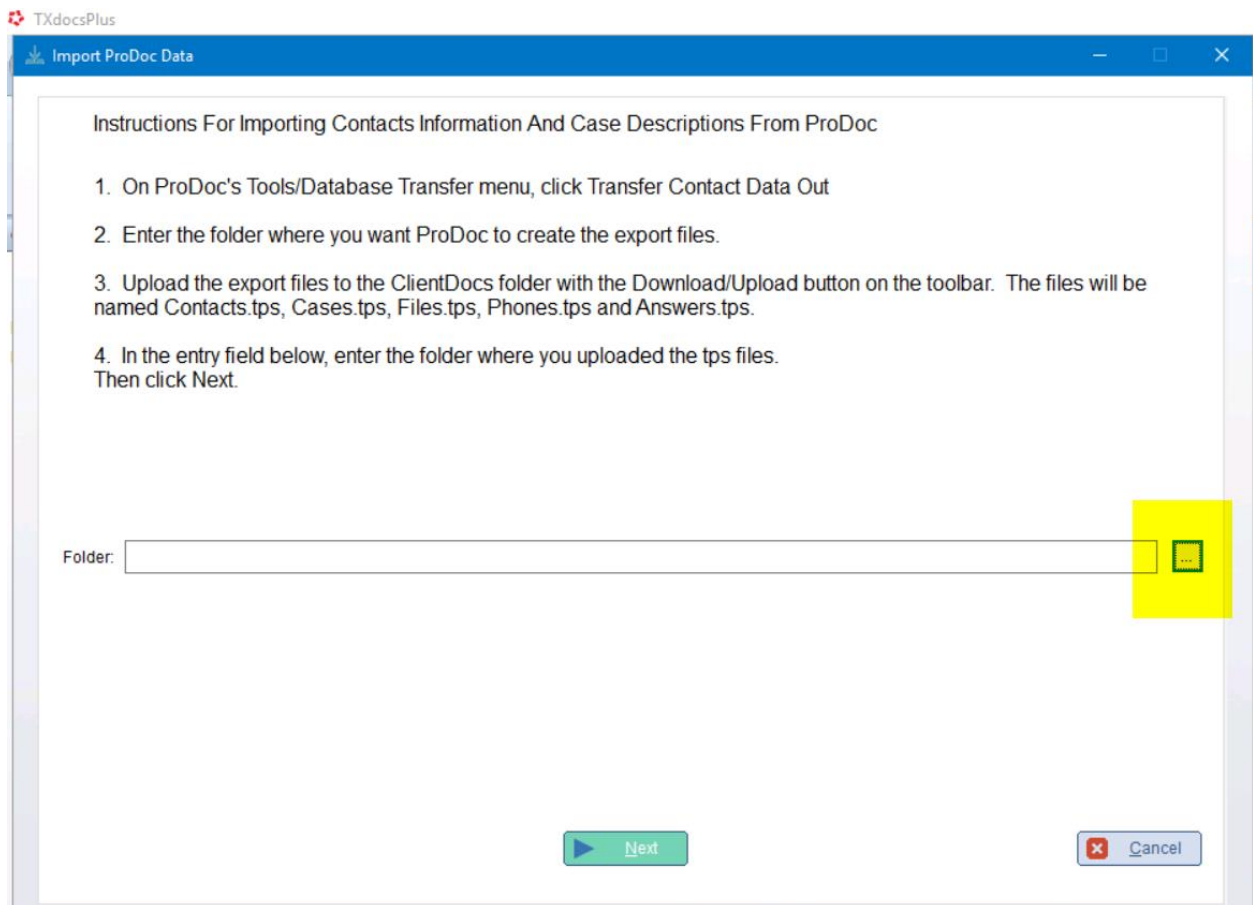 TXdocsPlus
Import ProDoc Data
Instructions For Importing Contacts Information And Case Descriptions From ProDoc
1. On ProDoc's Tools/Database Transfer menu, click Transfer Contact Data Out
2. Enter the folder where you want ProDoc to create the export files.
3. Upload the export files to the ClientDocs folder with the Download/Upload button on the toolbar. The files will be
named Contacts.tps, Cases.tps, Files.tps, Phones.tps and Answers.tps.
4. In the entry field below, enter the folder where you uploaded the tps files.
Then click Next.
Folder: ...
Next Cancel